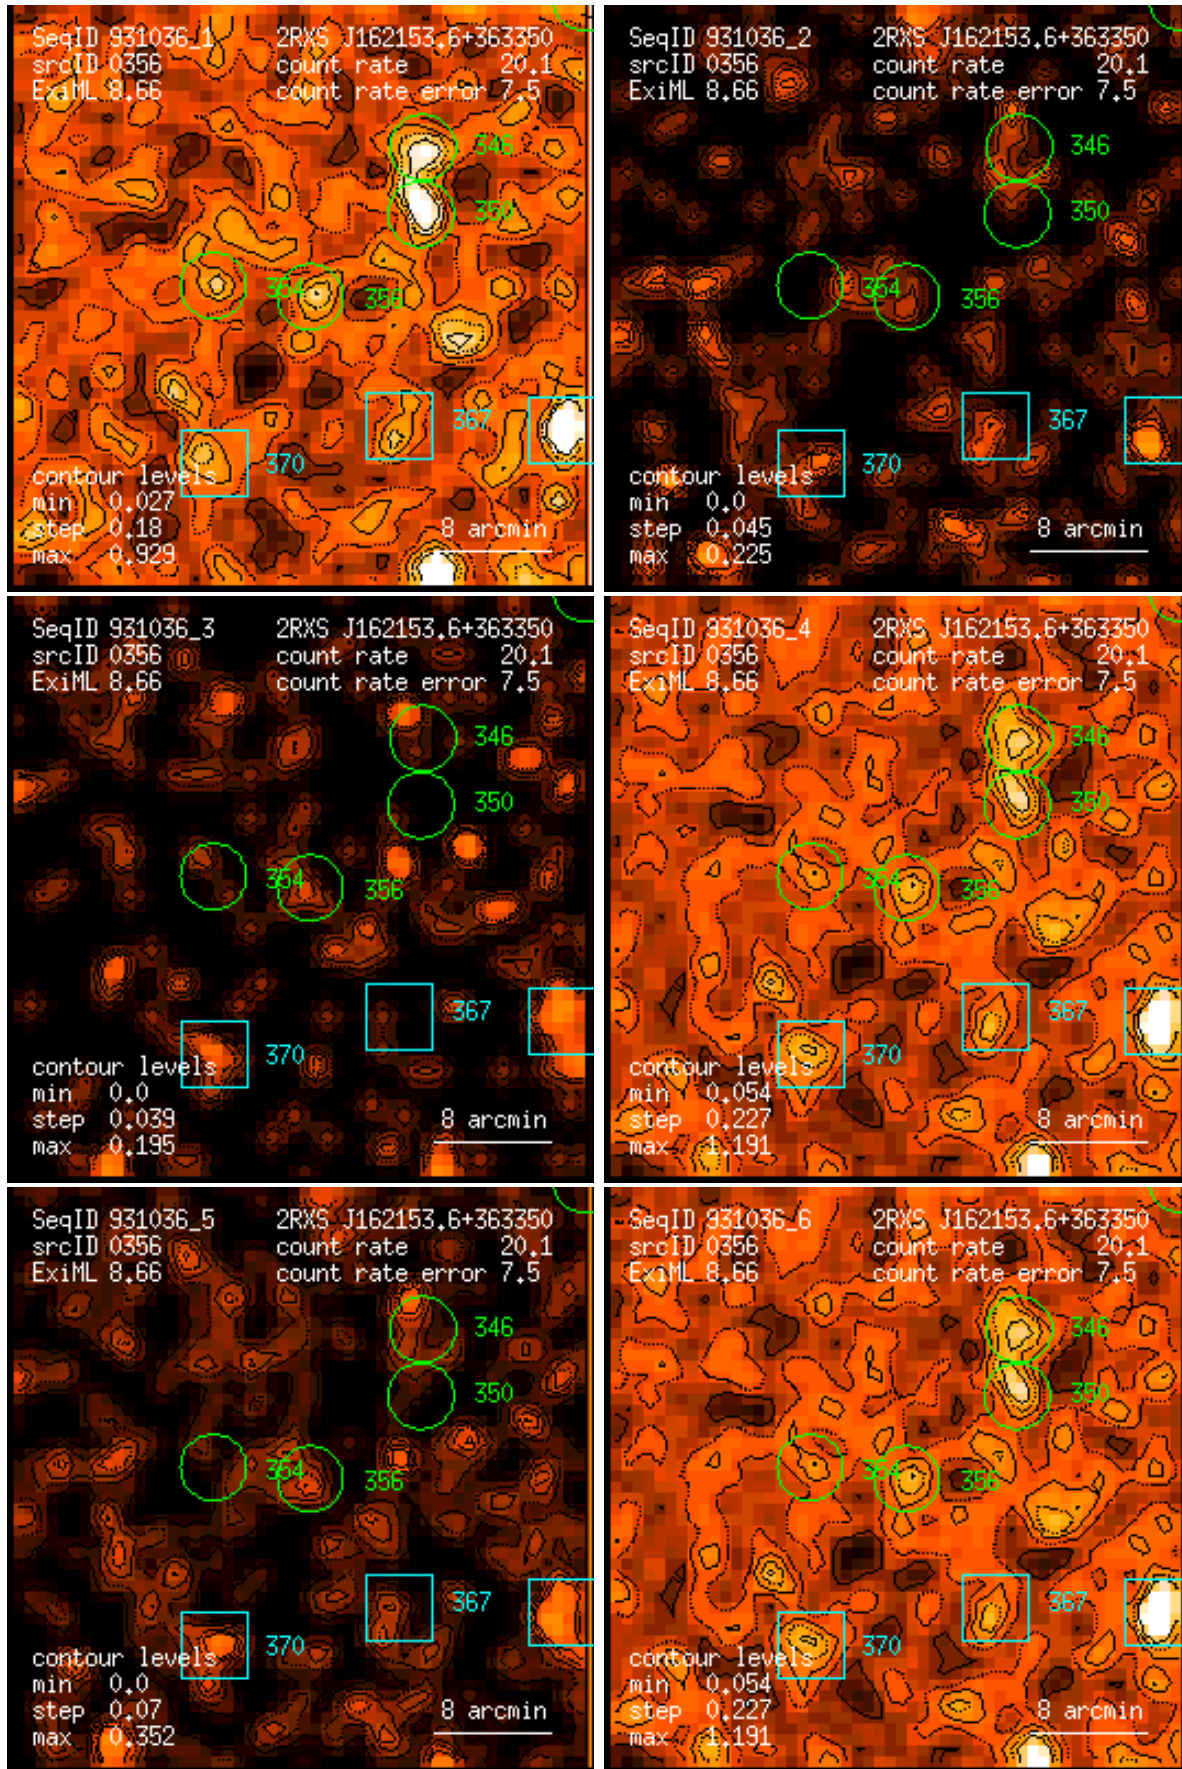 SeqID 931036_1 2RXS J162153.6+363350
srcID 0356 count rate 20.1
ExiML 8.66 count rate error 7.5
346
350
354 356
367
370
contour levels
min 0.027
step 0.18 8 arcmin
max 0.929
SeqID 931036_2 2RXS J162153.6+363350
srcID 0356 count rate 20.1
ExiML 8.66 count rate error 7.5
346
350
354 356
367
370
contour levels
min 0.0
step 0.045 8 arcmin
max 0.225
SeqID 931036_3 2RXS J162153.6+363350
srcID 0356 count rate 20.1
ExiML 8.66 count rate error 7.5
346
350
354 356
367
370
contour levels
min 0.0
step 0.039 8 arcmin
max 0.195
SeqID 931036_4 2RXS J162153.6+363350
srcID 0356 count rate 20.1
ExiML 8.66 count rate error 7.5
346
350
354 356
367
370
contour levels
min 0.054
step 0.227 8 arcmin
max 1.191
SeqID 931036_5 2RXS J162153.6+363350
srcID 0356 count rate 20.1
ExiML 8.66 count rate error 7.5
346
350
354 356
367
370
contour levels
min 0.0
step 0.07 8 arcmin
max 0.352
SeqID 931036_6 2RXS J162153.6+363350
srcID 0356 count rate 20.1
ExiML 8.66 count rate error 7.5
346
350
354 356
367
370
contour levels
min 0.054
step 0.227 8 arcmin
max 1.191